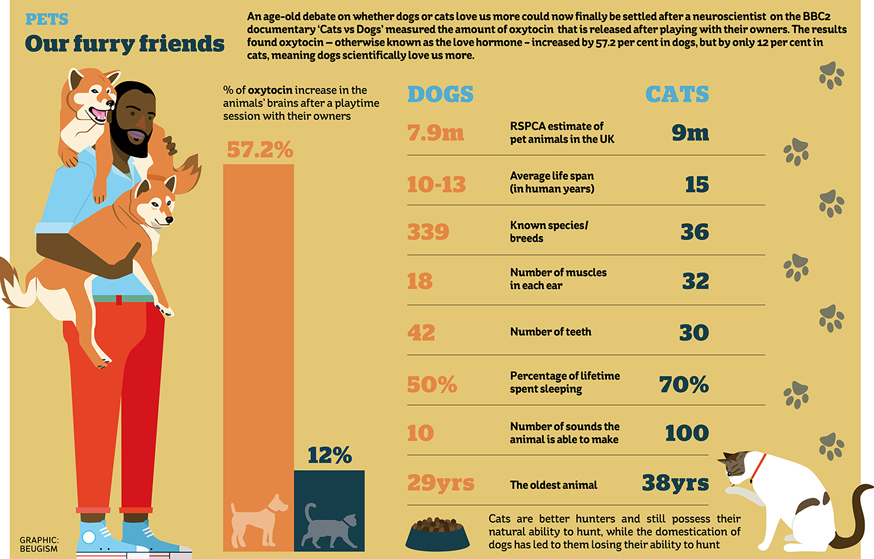 PETS
Our furry friends
An age-old debate on whether dogs or cats love us more could now finally be settled after a neuroscientist on the BBC2
documentary 'Cats vs Dogs' measured the amount of oxytocin that is released after playing with their owners. The results
found oxytocin – otherwise known as the love hormone – increased by 57.2 per cent in dogs, but by only 12 per cent in
cats, meaning dogs scientifically love us more.
% of oxytocin increase in the
animals' brains after a playtime
session with their owners
57.2%
12%
DOGS CATS
7.9m RSPCA estimate of
pet animals in the UK 9m
10-13 Average life span
(in human years) 15
339 Known species/
breeds 36
18 Number of muscles
in each ear 32
42 Number of teeth 30
50% Percentage of lifetime
spent sleeping 70%
10 Number of sounds the
animal is able to make 100
29yrs The oldest animal 38yrs
Cats are better hunters and still possess their
natural ability to hunt, while the domestication of
dogs has led to them losing their ability to hunt
GRAPHIC:
BEUGISM